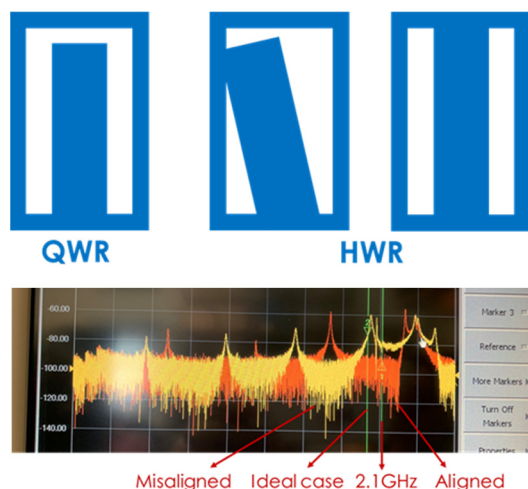 QWR HWR
-60.00
-80.00
-100.00
-120.00
-140.00
Marker 3
Reference
More Markers
Turn Off
Markers
Properties
Misaligned Ideal case 2.1GHz Aligned